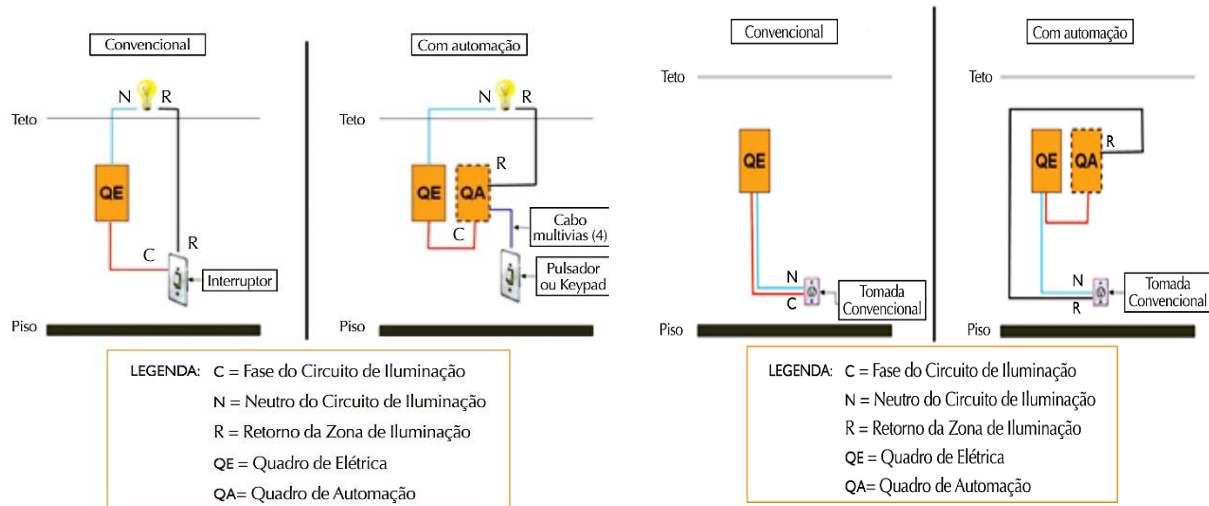 Convencional
N R
Teto
QE
C
R
Interruptor
Piso
Com automação
N R
Teto
R
QE QA
C
Cabo
multivias (4)
Pulsador
ou Keypad
Piso
LEGENDA: C = Fase do Circuito de Iluminação
N = Neutro do Circuito de Iluminação
R = Retorno da Zona de Iluminação
QE = Quadro de Elétrica
QA= Quadro de Automação
Convencional
Teto
QE
N
C
Tomada
Convencional
Piso
Com automação
Teto
QE QA R
N
R
Tomada
Convencional
Piso
LEGENDA: C = Fase do Circuito de Iluminação
N = Neutro do Circuito de Iluminação
R = Retorno da Zona de Iluminação
QE = Quadro de Elétrica
QA= Quadro de Automação